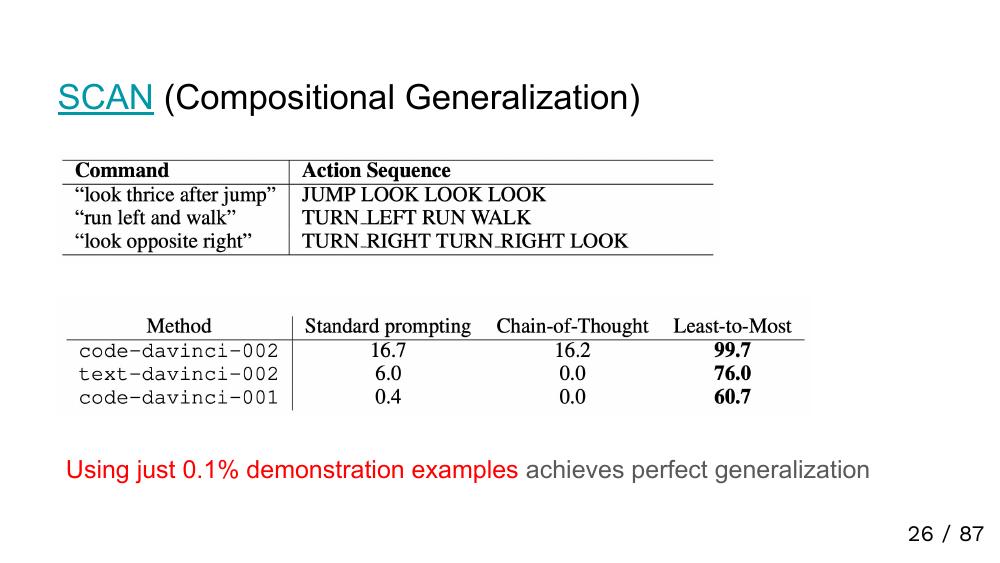 SCAN (Compositional Generalization)
Command Action Sequence
“look thrice after jump” JUMP LOOK LOOK LOOK
“run left and walk” TURN_LEFT RUN WALK
“look opposite right” TURN_RIGHT TURN_RIGHT LOOK
Method Standard prompting Chain-of-Thought Least-to-Most
code-davinci-002 16.7 16.2 99.7
text-davinci-002 6.0 0.0 76.0
code-davinci-001 0.4 0.0 60.7
Using just 0.1% demonstration examples achieves perfect generalization
26 / 87